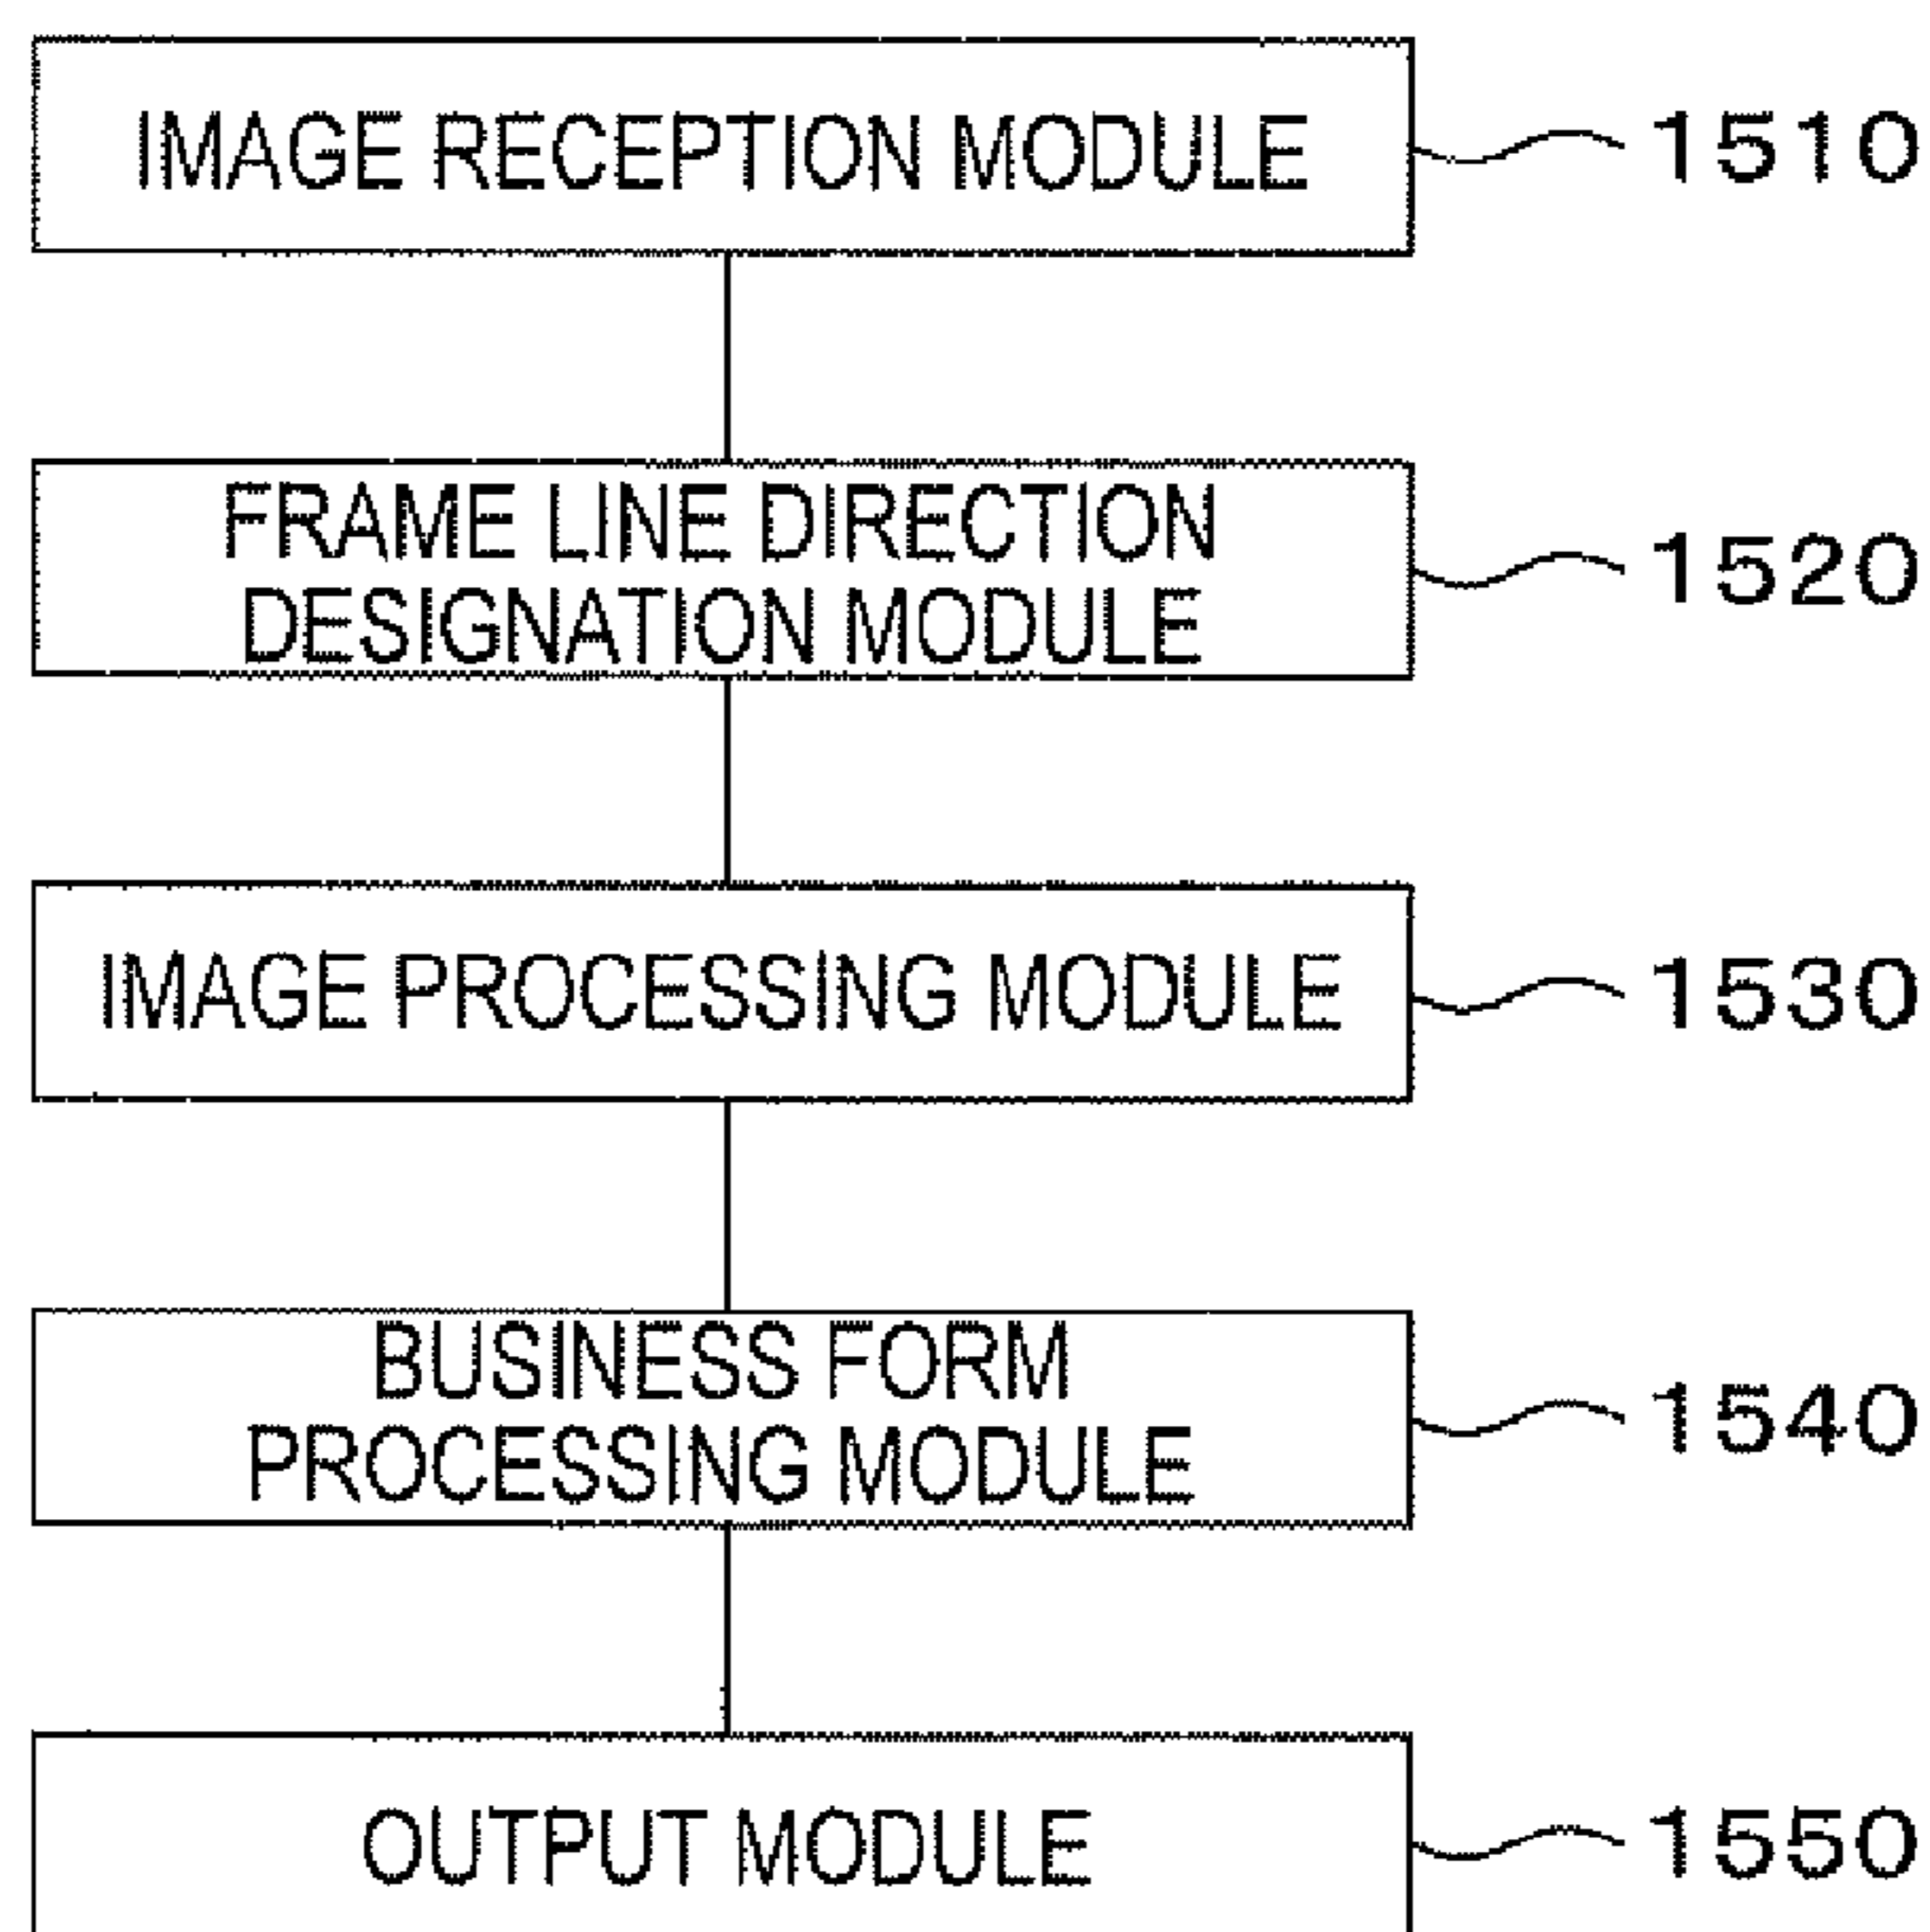 IMAGE RECEPTION MODULE
1510
FRAME LINE DIRECTION
DESIGNATION MODULE
1520
IMAGE PROCESSING MODULE
1530
BUSINESS FORM
PROCESSING MODULE
1540
OUTPUT MODULE
1550